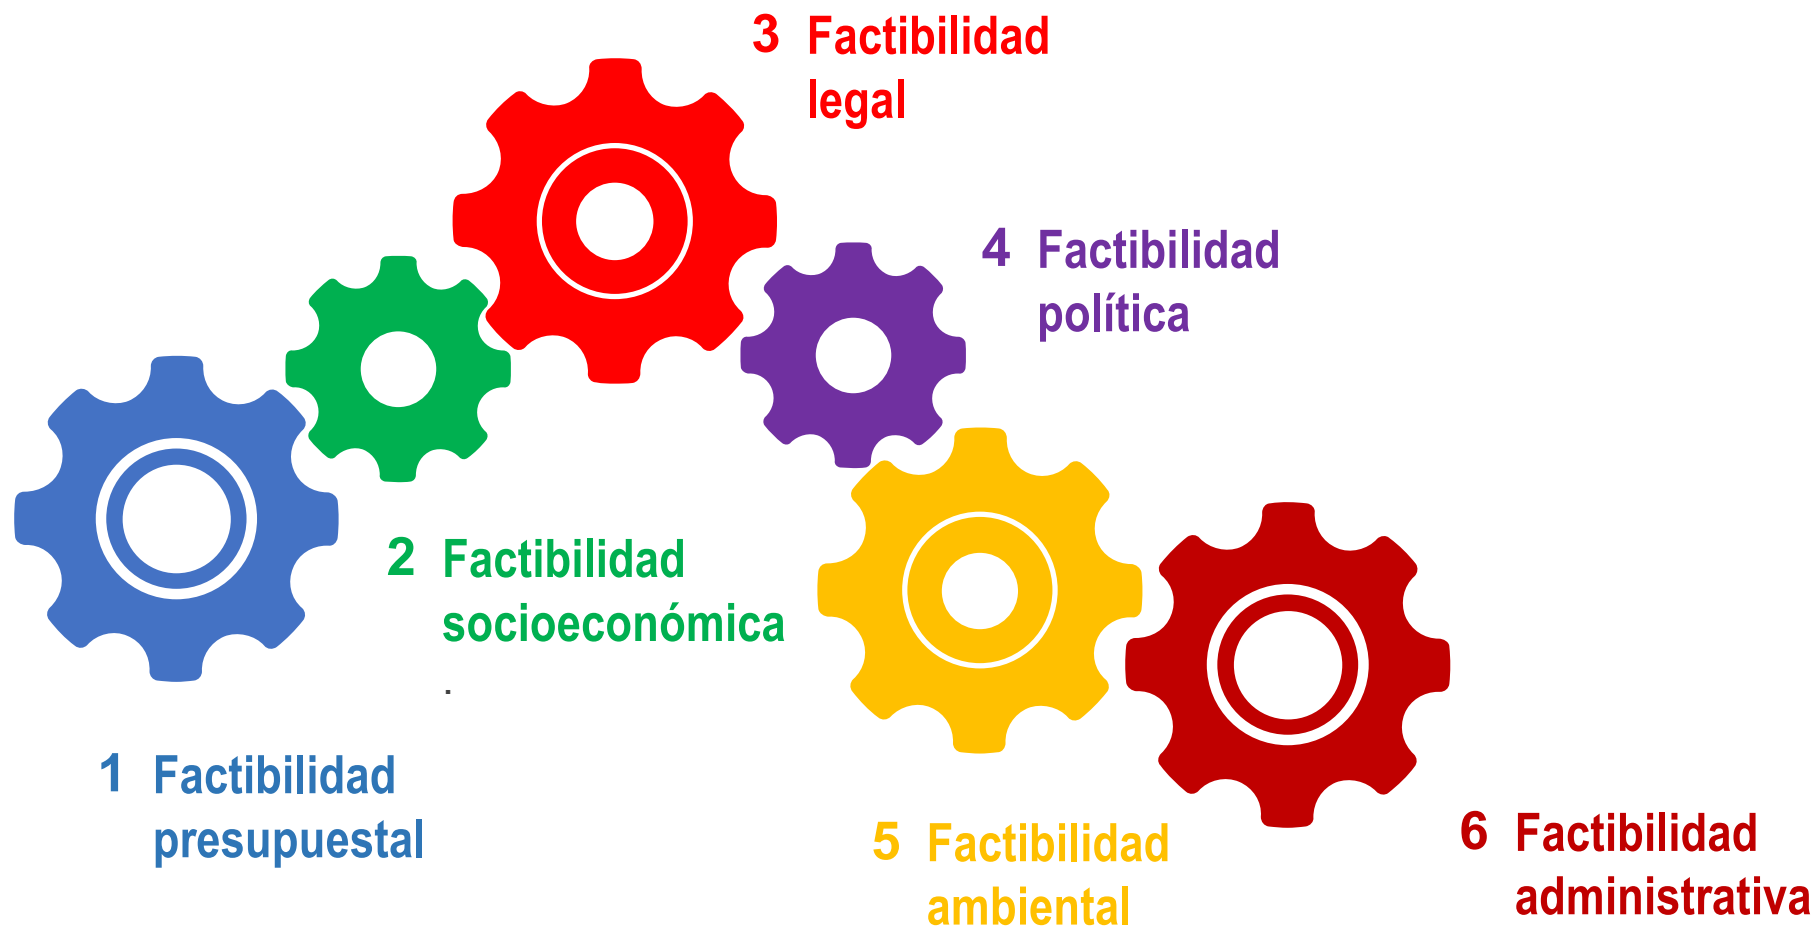 1 Factibilidad
presupuestal
2 Factibilidad
socioeconómica
.
3 Factibilidad
legal
4 Factibilidad
política
5 Factibilidad
ambiental
6 Factibilidad
administrativa